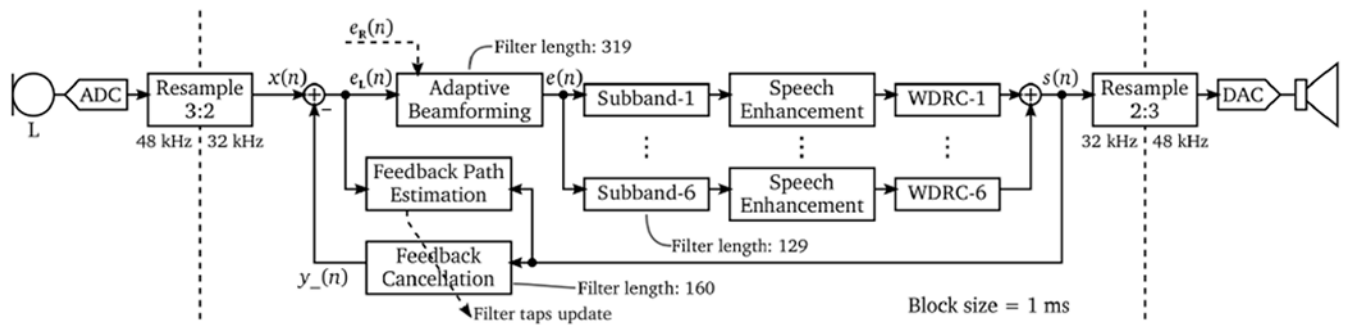 e_R(n)
Filter length: 319
x(n)
e_L(n)
e(n)
s(n)
L
ADC
Resample
3:2
Adaptive
Beamforming
Subband-1
Speech
Enhancement
WDRC-1
Resample
2:3
DAC
−
48 kHz
32 kHz
32 kHz
48 kHz
Feedback Path
Estimation
Subband-6
Speech
Enhancement
WDRC-6
Filter length: 129
Feedback
Cancellation
y_(n)
Filter length: 160
Filter taps update
Block size = 1 ms